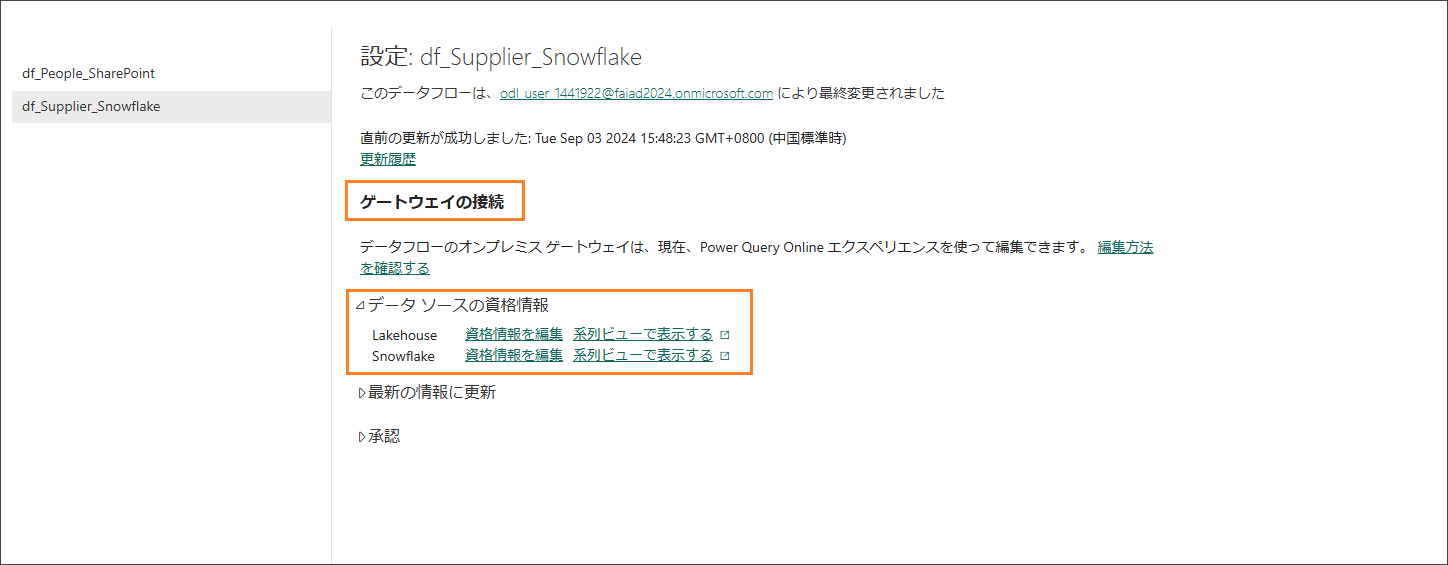 df_People_SharePoint
df_Supplier_Snowflake
設定: df_Supplier_Snowflake
このデータフローは、odl_user_1441922@faiad2024.onmicrosoft.com により最終変更されました
直前の更新が成功しました: Tue Sep 03 2024 15:48:23 GMT+0800 (中国標準時)
更新履歴
ゲートウェイの接続
データフローのオンプレミス ゲートウェイは、現在、Power Query Online エクスペリエンスを使って編集できます。 編集方法
を確認する
データ ソースの資格情報
Lakehouse 資格情報を編集 系列ビューで表示する
Snowflake 資格情報を編集 系列ビューで表示する
最新の情報に更新
承認